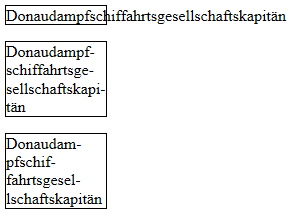 Donaudampfschiffahrtsgesellschaftskapitän
Donaudampf-
schiffahrtsge-
sellschaftskapi-
tän
Donaudam-
pfschif-
fahrtsgesel-
lschaftskapitän